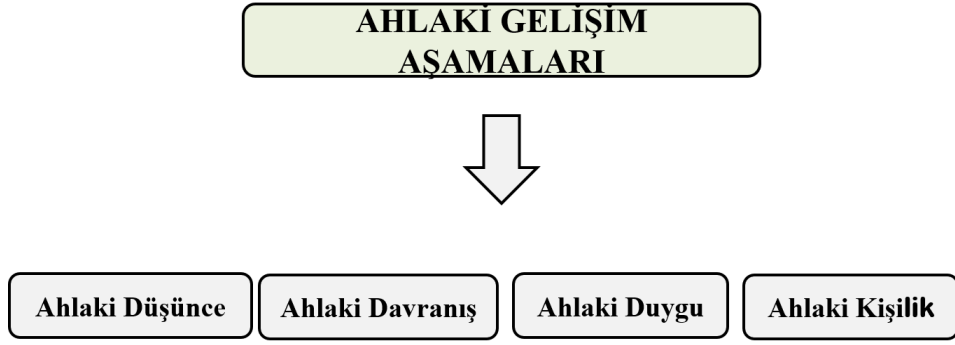 AHLAKİ GELİŞİM
AŞAMALARI
Ahlaki Düşünce
Ahlaki Davranış
Ahlaki Duygu
Ahlaki Kişilik